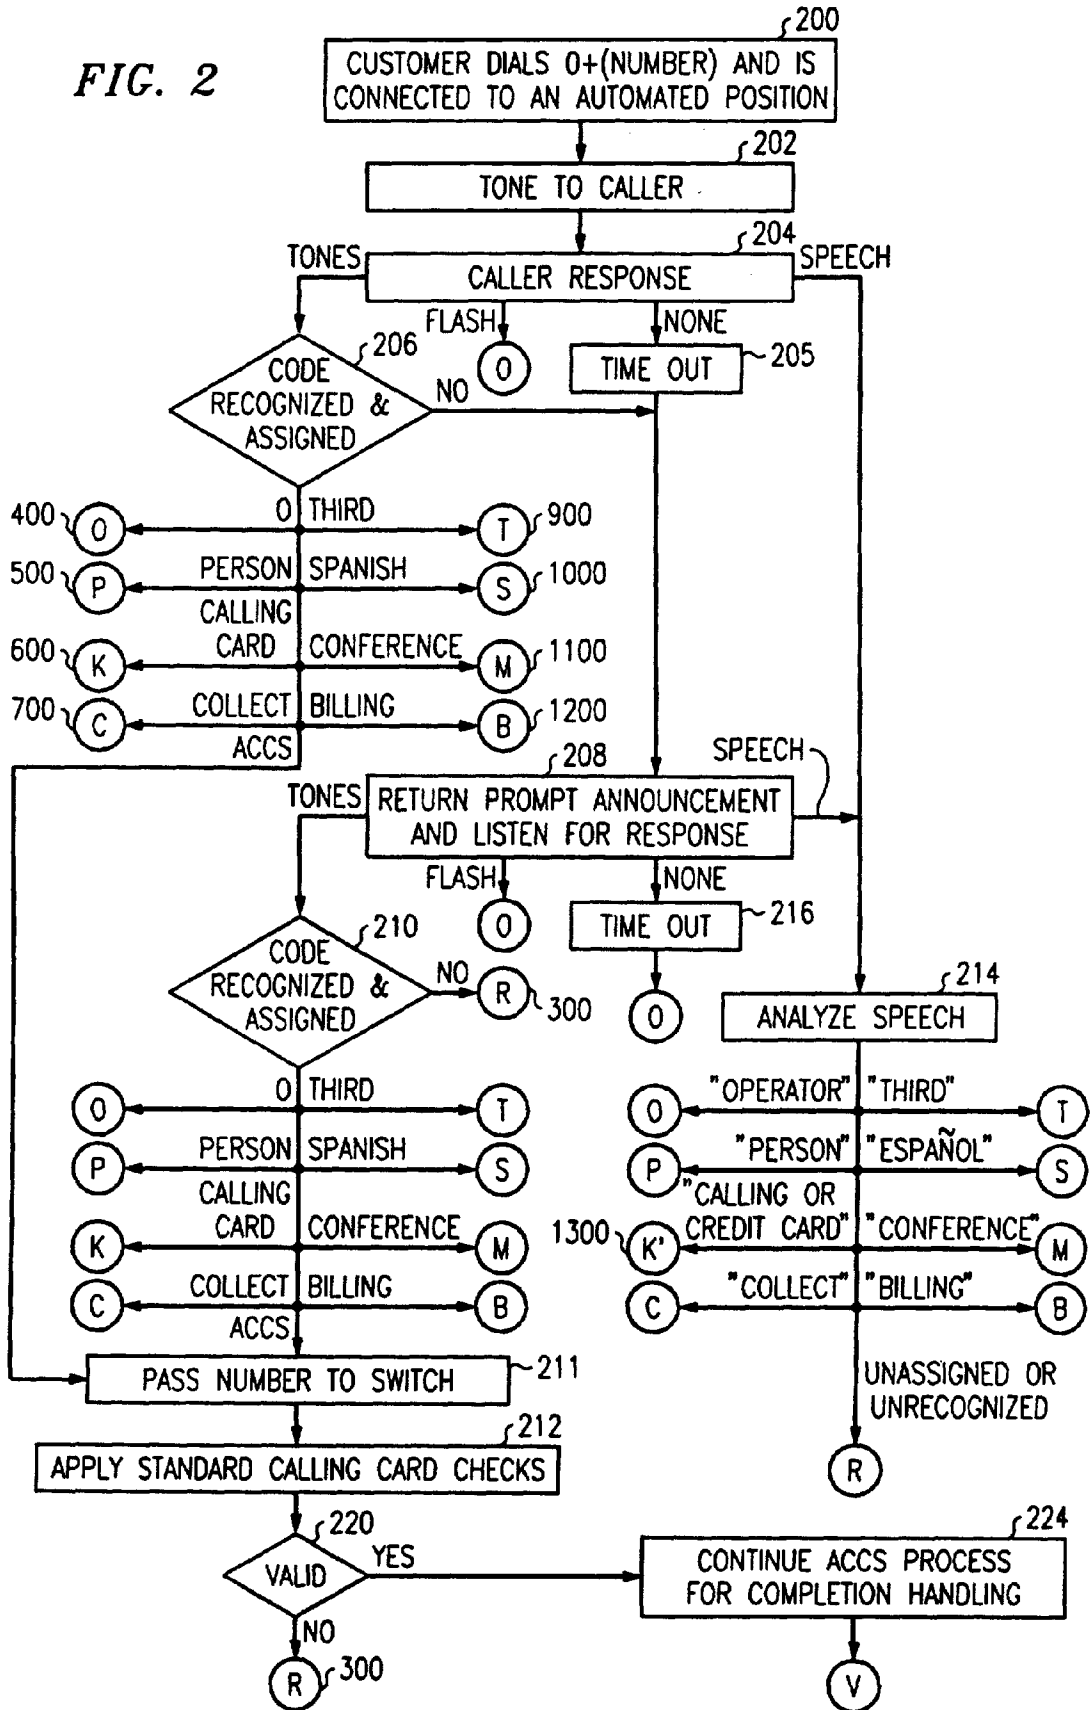 FIG. 2
200
CUSTOMER DIALS 0+(NUMBER) AND IS
CONNECTED TO AN AUTOMATED POSITION
202
TONE TO CALLER
204
TONES
CALLER RESPONSE
SPEECH
FLASH
NONE
206
O
TIME OUT
205
CODE
RECOGNIZED &
ASSIGNED
NO
400 O 0 THIRD T 900
500 P PERSON SPANISH S 1000
CALLING
600 K CARD CONFERENCE M 1100
700 C COLLECT BILLING B 1200
ACCS
208
SPEECH
TONES
RETURN PROMPT ANNOUNCEMENT
AND LISTEN FOR RESPONSE
FLASH
NONE
210
O
TIME OUT
216
CODE
RECOGNIZED &
ASSIGNED
NO
R
300
O
214
ANALYZE SPEECH
O 0 THIRD T
P PERSON SPANISH S
CALLING
K CARD CONFERENCE M
C COLLECT BILLING B
ACCS
O "OPERATOR" "THIRD" T
P "PERSON" "ESPAÑOL" S
"CALLING OR
1300 K' CREDIT CARD" "CONFERENCE" M
C "COLLECT" "BILLING" B
UNASSIGNED OR
UNRECOGNIZED
R
PASS NUMBER TO SWITCH
211
212
APPLY STANDARD CALLING CARD CHECKS
220
VALID
YES
224
CONTINUE ACCS PROCESS
FOR COMPLETION HANDLING
NO
R
300
V